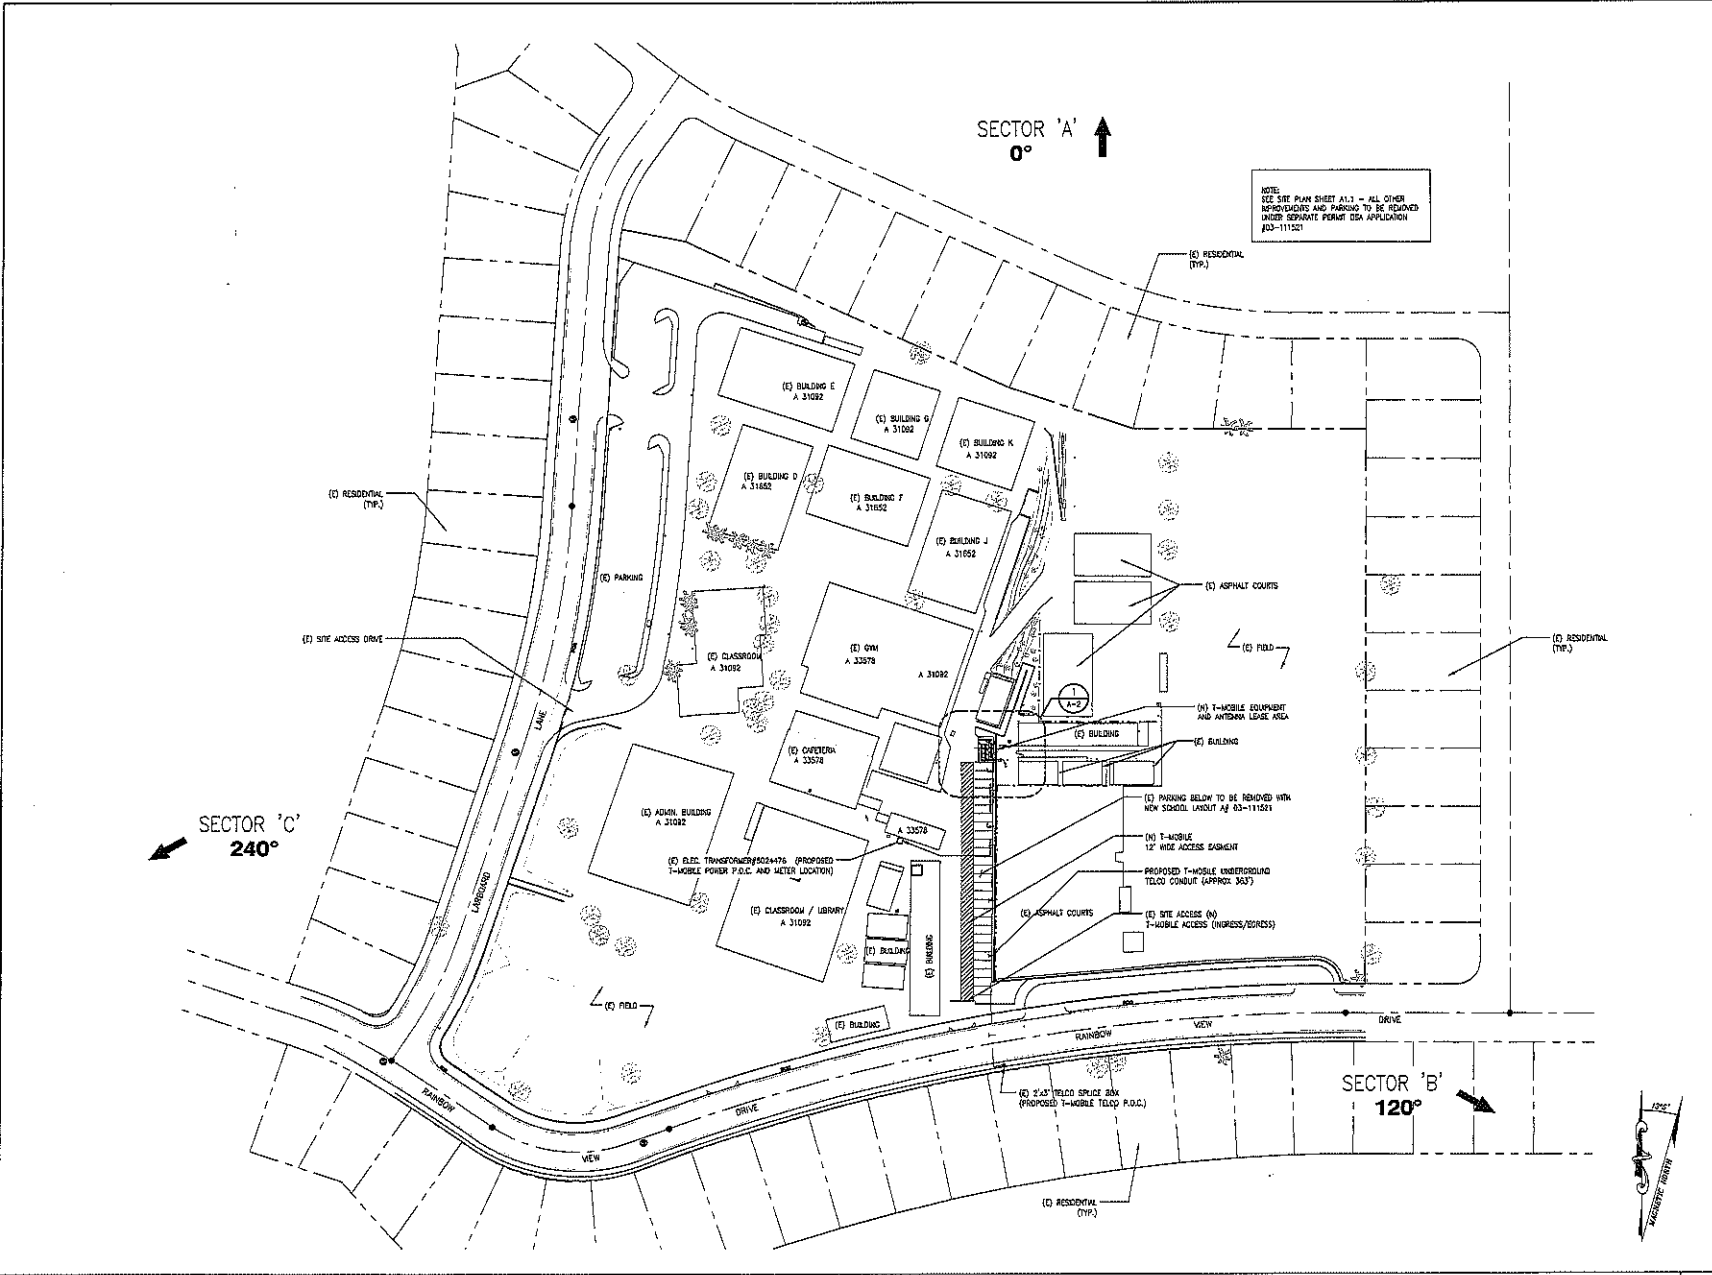 SECTOR 'A'
0°
NOTE:
SEE SITE PLAN SHEET A1.1 - ALL OTHER
IMPROVEMENTS AND PARKING TO BE REMOVED
UNDER SEPARATE PERMIT DSA APPLICATION
#03-111521
(E) RESIDENTIAL
(TYP.)
(E) BUILDING E
A 31092
(E) BUILDING G
A 31092
(E) BUILDING K
A 31092
(E) BUILDING D
A 31652
(E) BUILDING F
A 31652
(E) BUILDING J
A 31652
(E) RESIDENTIAL
(TYP.)
(E) PARKING
(E) ASPHALT COURTS
(E) SITE ACCESS DRIVE
(E) CLASSROOM
A 31092
(E) GYM
A 33578
A 31092
(E) FIELD
(E) RESIDENTIAL
(TYP.)
1
A-2
(N) T-MOBILE EQUIPMENT
AND ANTENNA LEASE AREA
(E) BUILDING
(E) BUILDING
LANE
(E) CAFETERIA
A 33578
(E) PARKING BELOW TO BE REMOVED WITH
NEW SCHOOL LAYOUT A# 03-111521
(E) ADMIN. BUILDING
A 31092
SECTOR 'C'
240°
A 33578
(N) T-MOBILE
12' WIDE ACCESS EASMENT
(E) ELEC. TRANSFORMER#5024476 (PROPOSED
T-MOBILE POWER P.O.C. AND METER LOCATION)
PROPOSED T-MOBILE UNDERGROUND
TELCO CONDUIT (APPROX 363')
LARBOARD
(E) CLASSROOM / LIBRARY
A 31092
(E) ASPHALT COURTS
(E) SITE ACCESS (N)
T-MOBILE ACCESS (INGRESS/EGRESS)
(E) BUILDING
(E) BUILDING
(E) FIELD
(E) BUILDING
RAINBOW
VIEW
DRIVE
RAINBOW
VIEW
DRIVE
(E) 2'x3' TELCO SPLICE BOX
(PROPOSED T-MOBILE TELCO P.O.C.)
SECTOR 'B'
120°
(E) RESIDENTIAL
(TYP.)
MAGNETIC NORTH